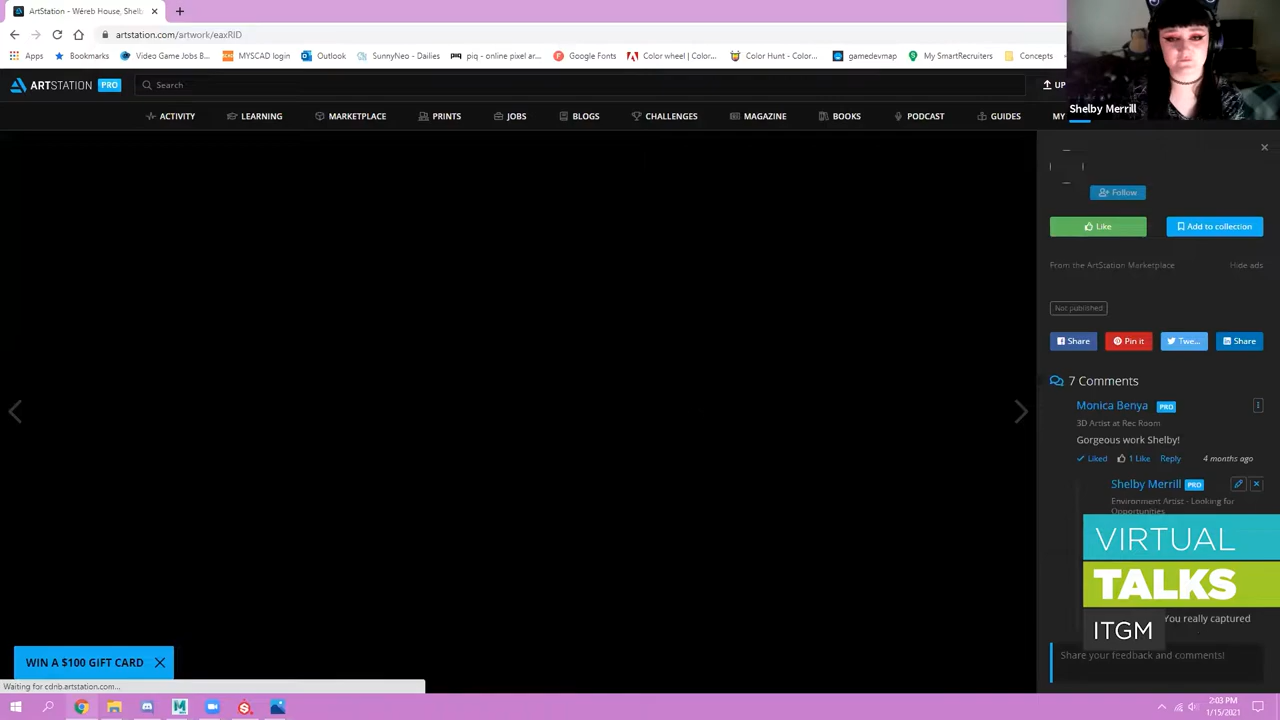 ArtStation - Wéreb House, Shelb
artstation.com/artwork/eaxRID
Apps Bookmarks Video Game Jobs B... MYSCAD login Outlook SunnyNeo - Dailies piq - online pixel ar... Google Fonts Color wheel | Color... Color Hunt - Color... gamedevmap My SmartRecruiters Concepts
Shelby Merrill
ARTSTATION PRO Search UP
ACTIVITY LEARNING MARKETPLACE PRINTS JOBS BLOGS CHALLENGES MAGAZINE BOOKS PODCAST GUIDES MY
Follow
Like Add to collection
From the ArtStation Marketplace Hide ads
Not published
Share Pin it Twe... Share
7 Comments
Monica Benya PRO
3D Artist at Rec Room
Gorgeous work Shelby!
Liked 1 Like Reply 4 months ago
Shelby Merrill PRO
Environment Artist - Looking for
Opportunities
VIRTUAL
TALKS
ITGM
You really captured
Share your feedback and comments!
WIN A $100 GIFT CARD
Waiting for cdnb.artstation.com...
2:03 PM
1/15/2021